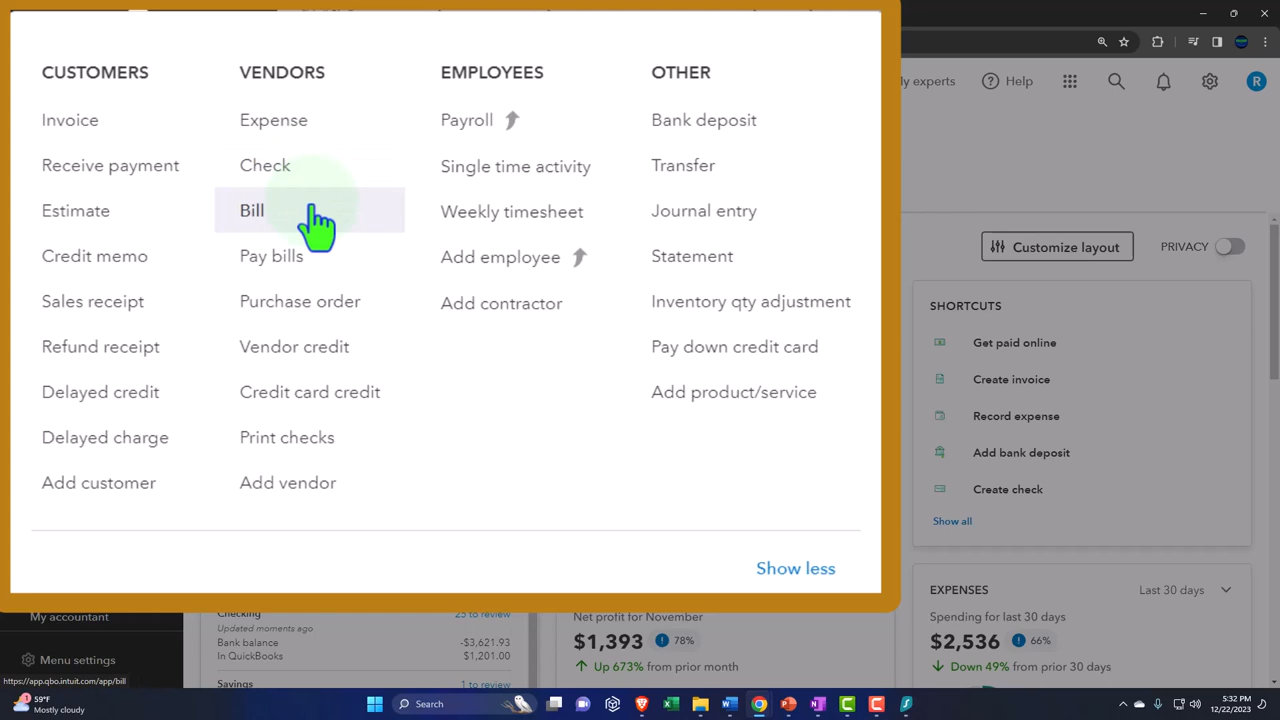 CUSTOMERS
Invoice
Receive payment
Estimate
Credit memo
Sales receipt
Refund receipt
Delayed credit
Delayed charge
Add customer
VENDORS
Expense
Check
Bill
Pay bills
Purchase order
Vendor credit
Credit card credit
Print checks
Add vendor
EMPLOYEES
Payroll
Single time activity
Weekly timesheet
Add employee
Add contractor
OTHER
Bank deposit
Transfer
Journal entry
Statement
Inventory qty adjustment
Pay down credit card
Add product/service
Show less
y experts
Help
R
Customize layout
PRIVACY
SHORTCUTS
Get paid online
Create invoice
Record expense
Add bank deposit
Create check
Show all
EXPENSES
Last 30 days
Spending for last 30 days
$2,536
66%
Down 49% from prior 30 days
My accountant
Menu settings
https://app.qbo.intuit.com/app/bill
Checking
25 to review
Updated moments ago
Bank balance
-$3,621.93
In QuickBooks
$1,201.00
Savings
1 to review
Net profit for November
$1,393
78%
Up 673% from prior month
59°F
Mostly cloudy
Search
5:32 PM
12/22/2023